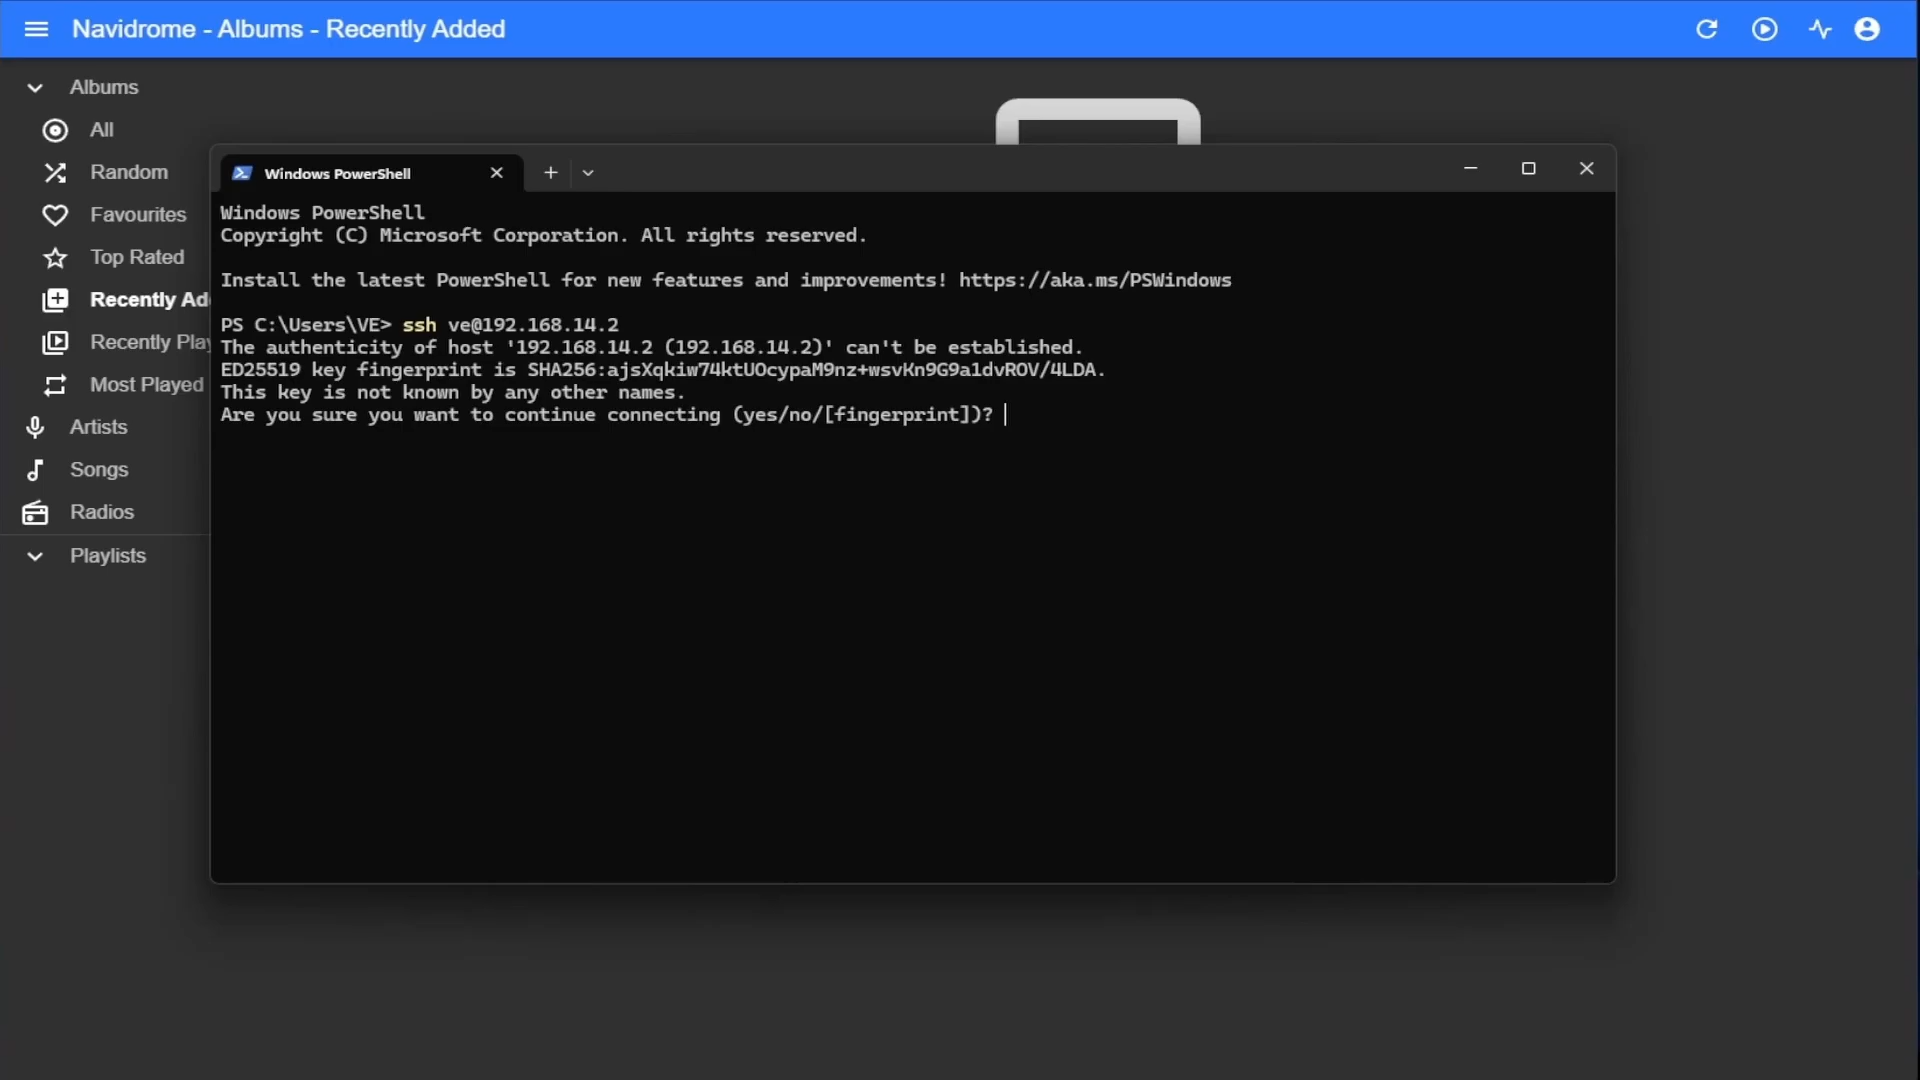 Navidrome - Albums - Recently Added
Albums
All
Random
Favourites
Top Rated
Recently Ad
Recently Play
Most Played
Artists
Songs
Radios
Playlists
Windows PowerShell
Windows PowerShell
Copyright (C) Microsoft Corporation. All rights reserved.
Install the latest PowerShell for new features and improvements! https://aka.ms/PSWindows
PS C:\Users\VE> ssh ve@192.168.14.2
The authenticity of host '192.168.14.2 (192.168.14.2)' can't be established.
ED25519 key fingerprint is SHA256:ajsXqkiw74ktUOcypaM9nz+wsvKn9G9a1dvROV/4LDA.
This key is not known by any other names.
Are you sure you want to continue connecting (yes/no/[fingerprint])?